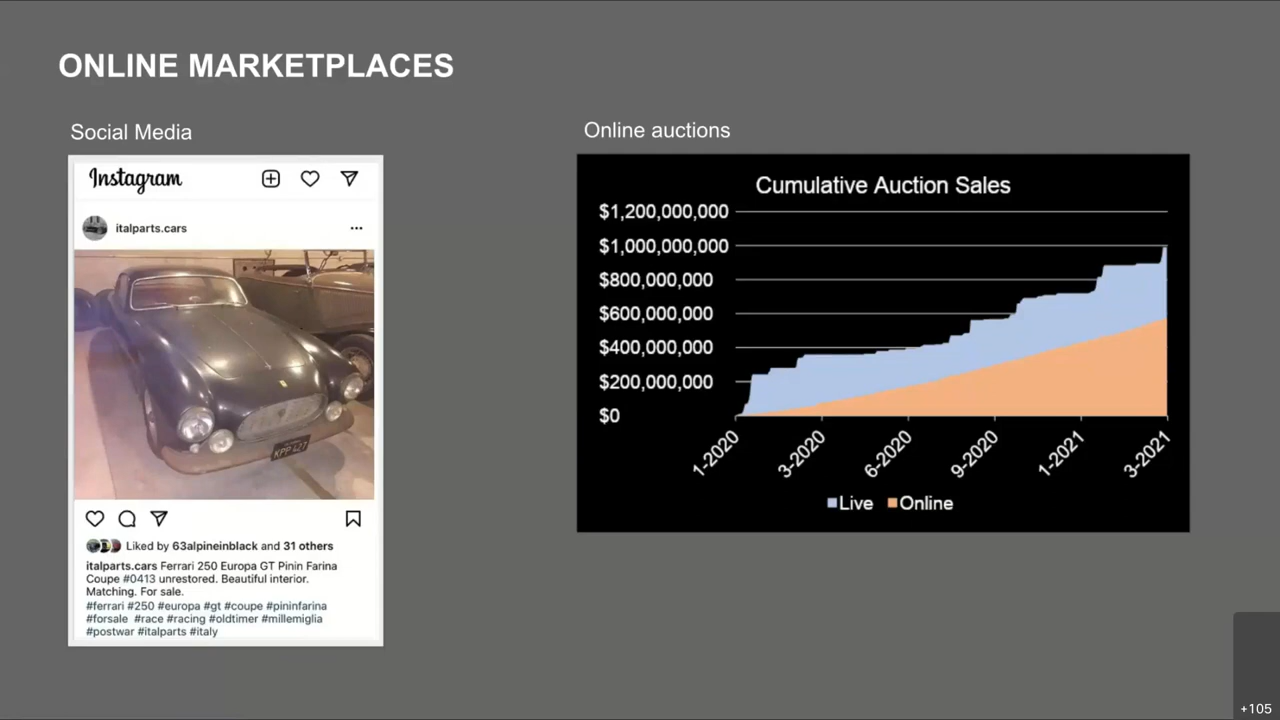 ONLINE MARKETPLACES
Social Media
Instagram
italparts.cars
KPP 427
Liked by 63alpineinblack and 31 others
italparts.cars Ferrari 250 Europa GT Pinin Farina
Coupe #0413 unrestored. Beautiful interior.
Matching. For sale.
#ferrari #250 #europa #gt #coupe #pininfarina
#forsale #race #racing #oldtimer #millemiglia
#postwar #italparts #italy
Online auctions
Cumulative Auction Sales
$1,200,000,000
$1,000,000,000
$800,000,000
$600,000,000
$400,000,000
$200,000,000
$0
1-2020
3-2020
6-2020
9-2020
1-2021
3-2021
Live Online
+105